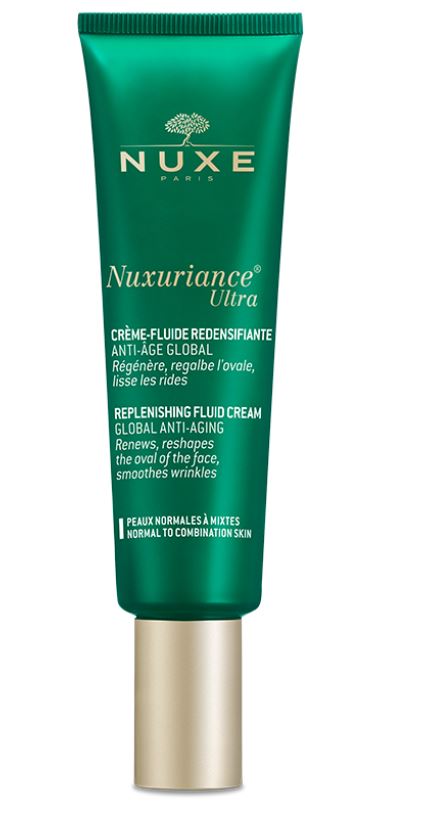 NUXE
PARIS
Nuxuriance®
Ultra
CRÈME-FLUIDE REDENSIFIANTE
ANTI-ÂGE GLOBAL
Régénère, regalbe l'ovale,
lisse les rides
REPLENISHING FLUID CREAM
GLOBAL ANTI-AGING
Renews, reshapes
the oval of the face,
smoothes wrinkles
PEAUX NORMALES À MIXTES
NORMAL TO COMBINATION SKIN